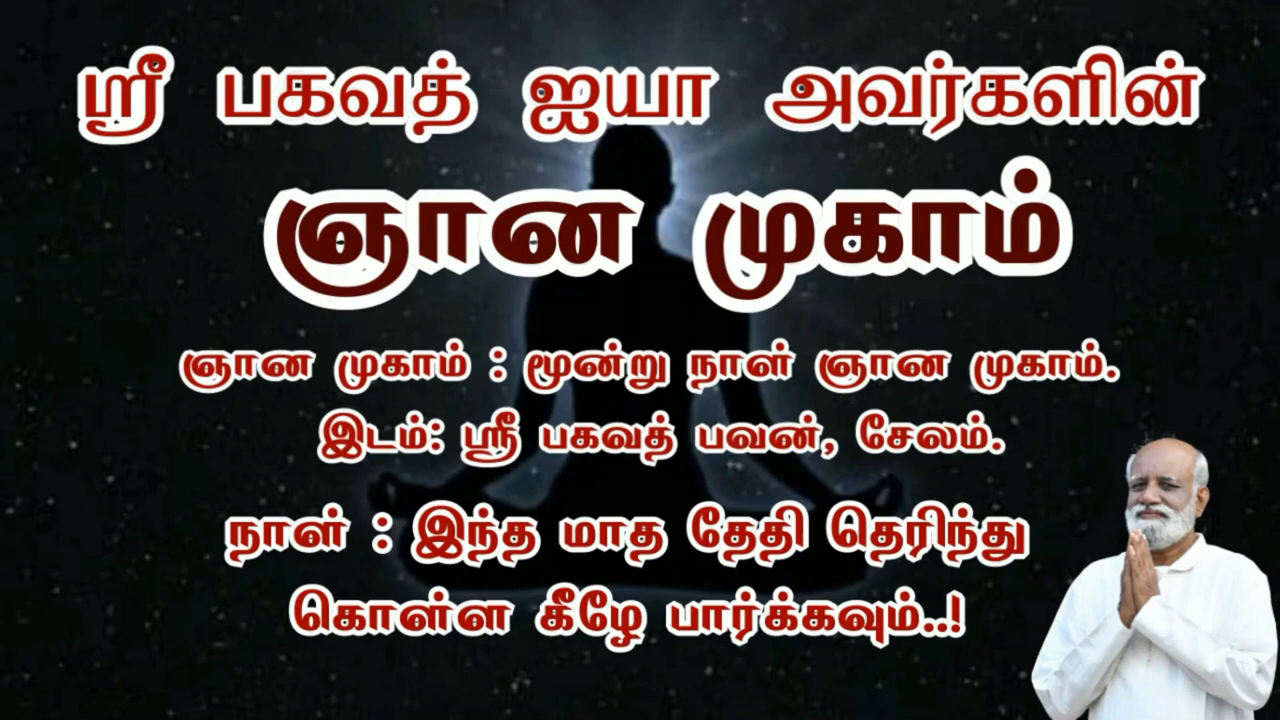 ஸ்ரீ பகவத் ஐயா அவர்களின்
ஞான முகாம்
ஞான முகாம் : மூன்று நாள் ஞான முகாம்.
இடம்: ஸ்ரீ பகவத் பவன், சேலம்.
நாள் : இந்த மாத தேதி தெரிந்து
கொள்ள கீழே பார்க்கவும்..!